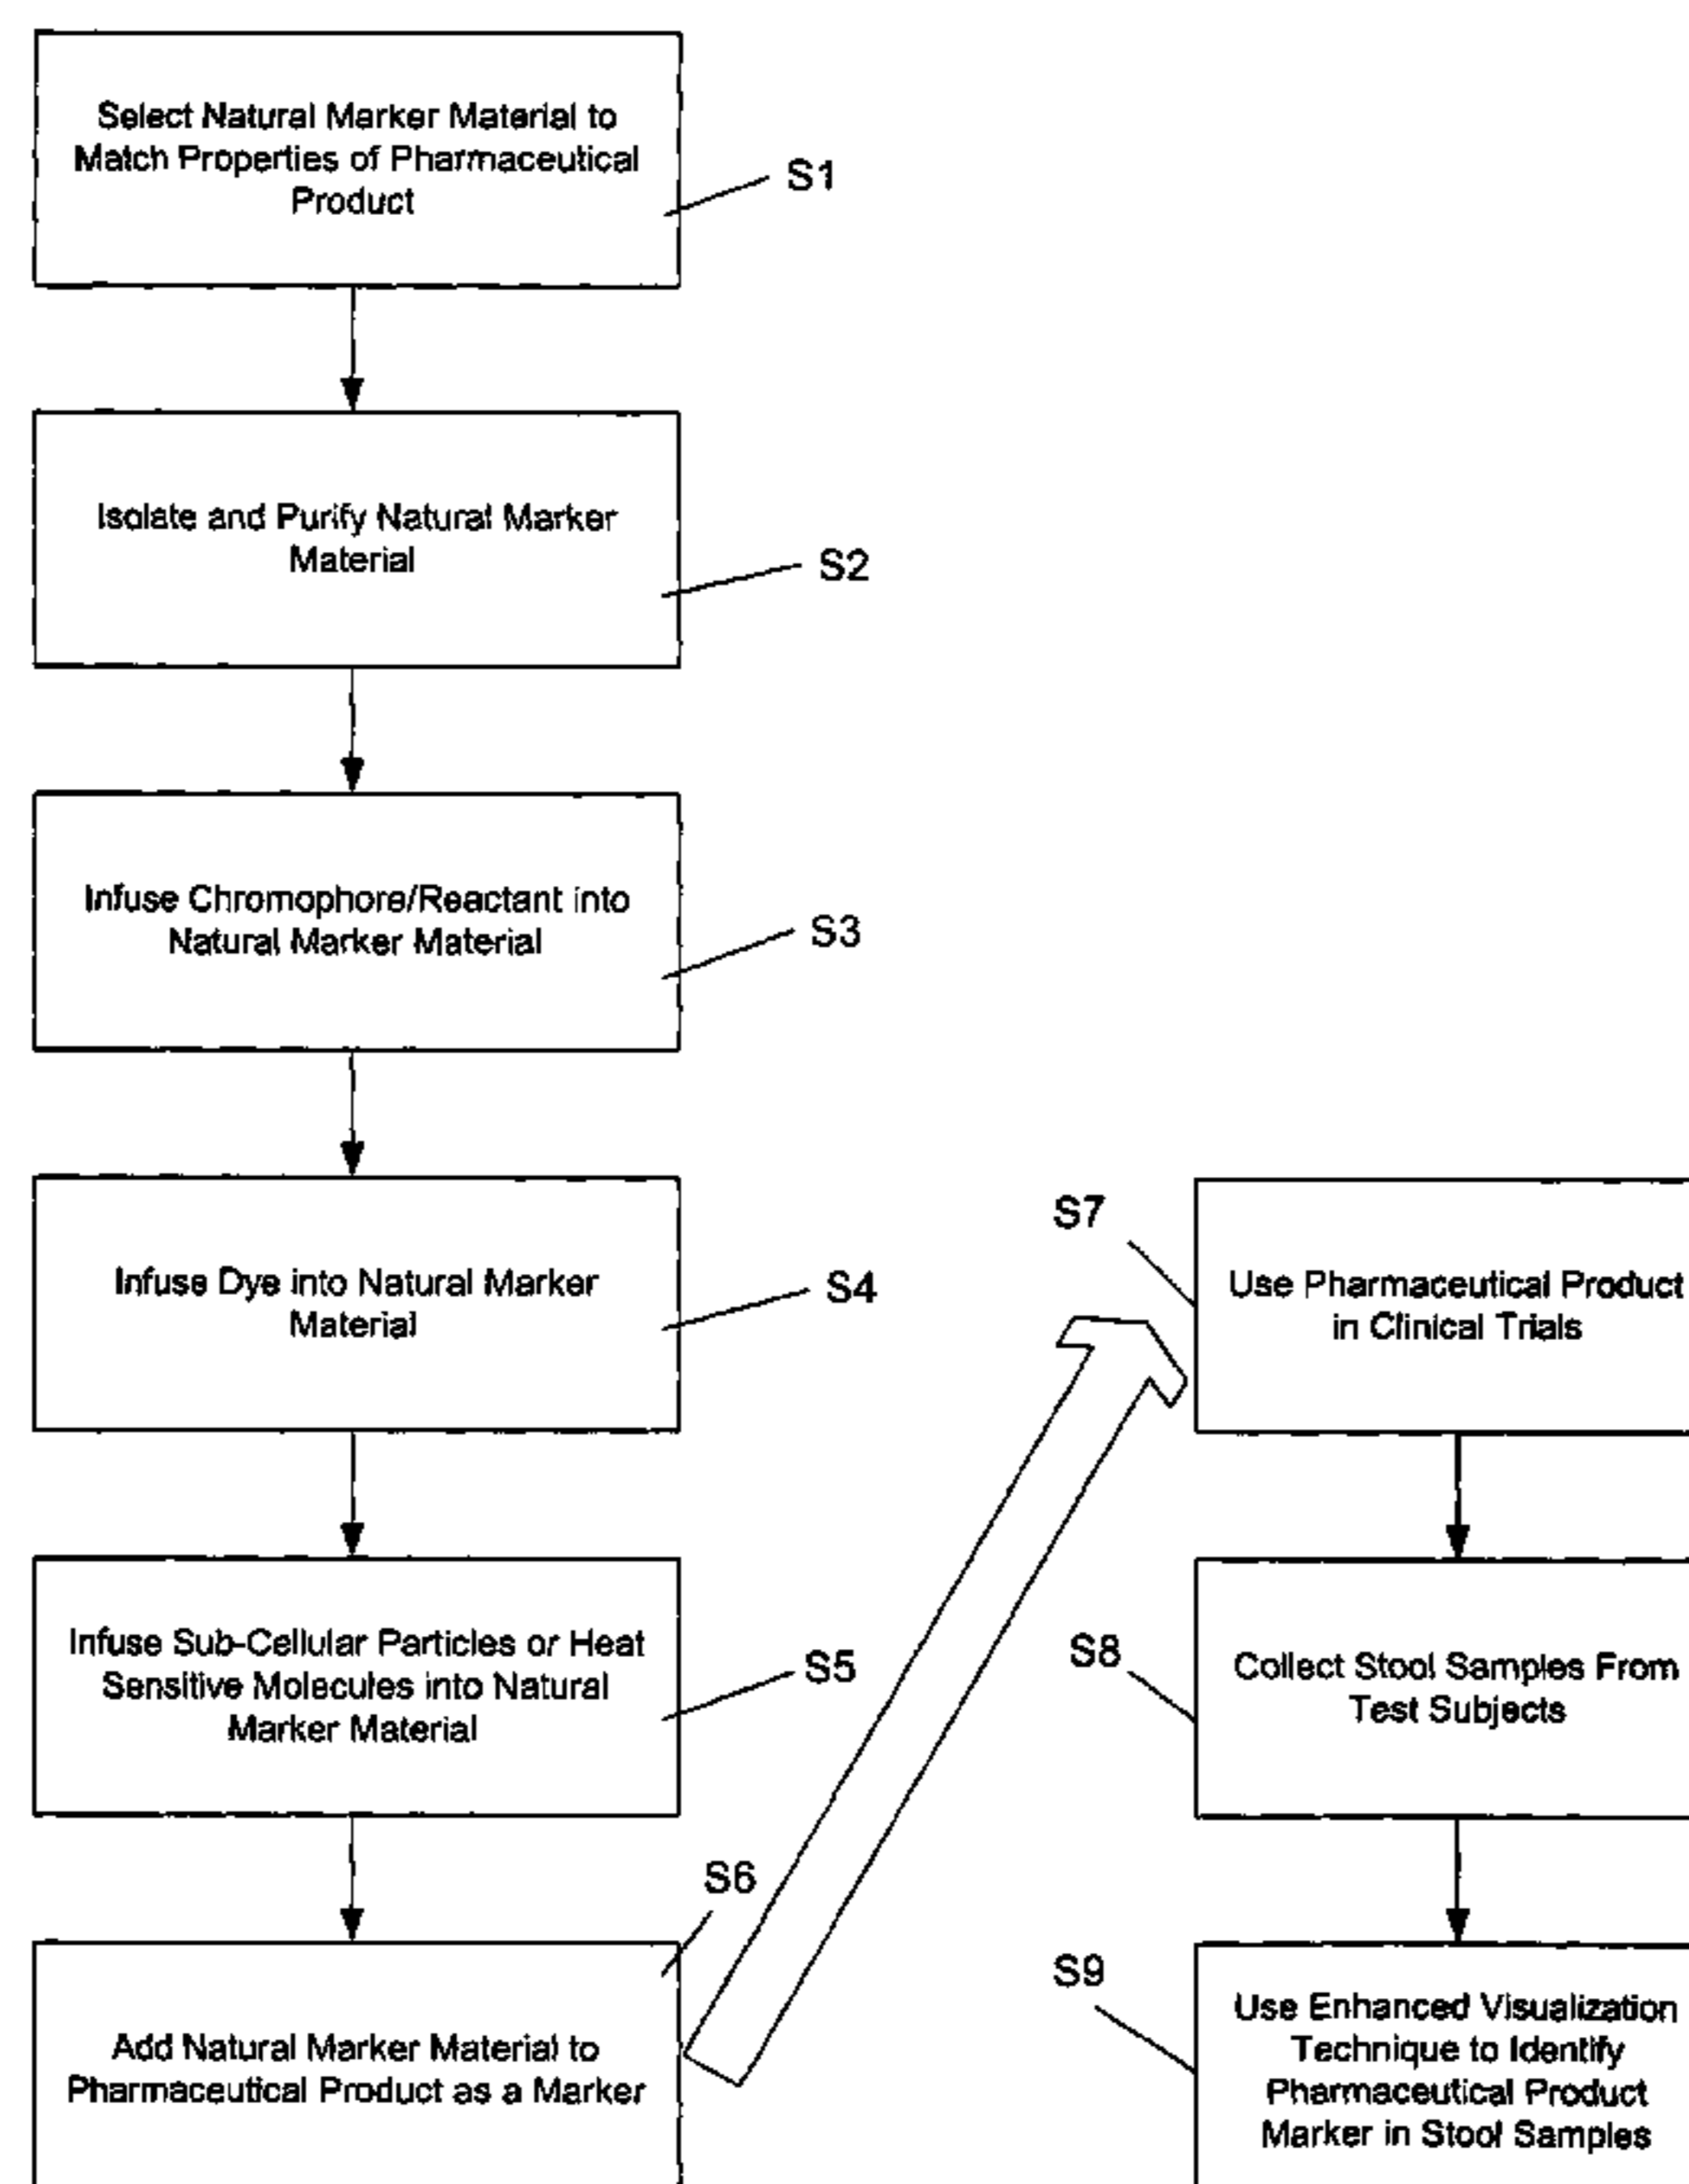 Select Natural Marker Material to
Match Properties of Pharmaceutical
Product
S1
Isolate and Purify Natural Marker
Material
S2
Infuse Chromophore/Reactant into
Natural Marker Material
S3
Infuse Dye into Natural Marker
Material
S4
Infuse Sub-Cellular Particles or Heat
Sensitive Molecules into Natural
Marker Material
S5
S6
Add Natural Marker Material to
Pharmaceutical Product as a Marker
S7
Use Pharmaceutical Product
in Clinical Trials
S8
Collect Stool Samples From
Test Subjects
S9
Use Enhanced Visualization
Technique to Identify
Pharmaceutical Product
Marker in Stool Samples